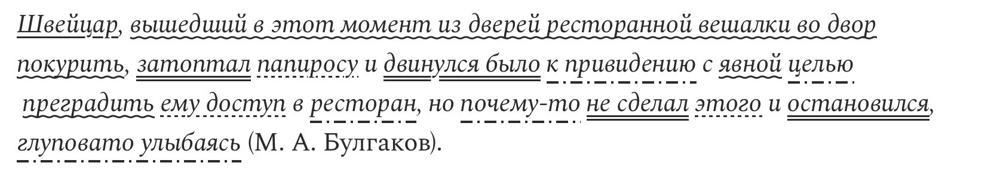 Швейцар, вышедший в этот момент из дверей ресторанной вешалки во двор
покурить, затоптал папиросу и двинулся было к привидению с явной целью
преградить ему доступ в ресторан, но почему-то не сделал этого и остановился,
глуповато улыбаясь (М. А. Булгаков).